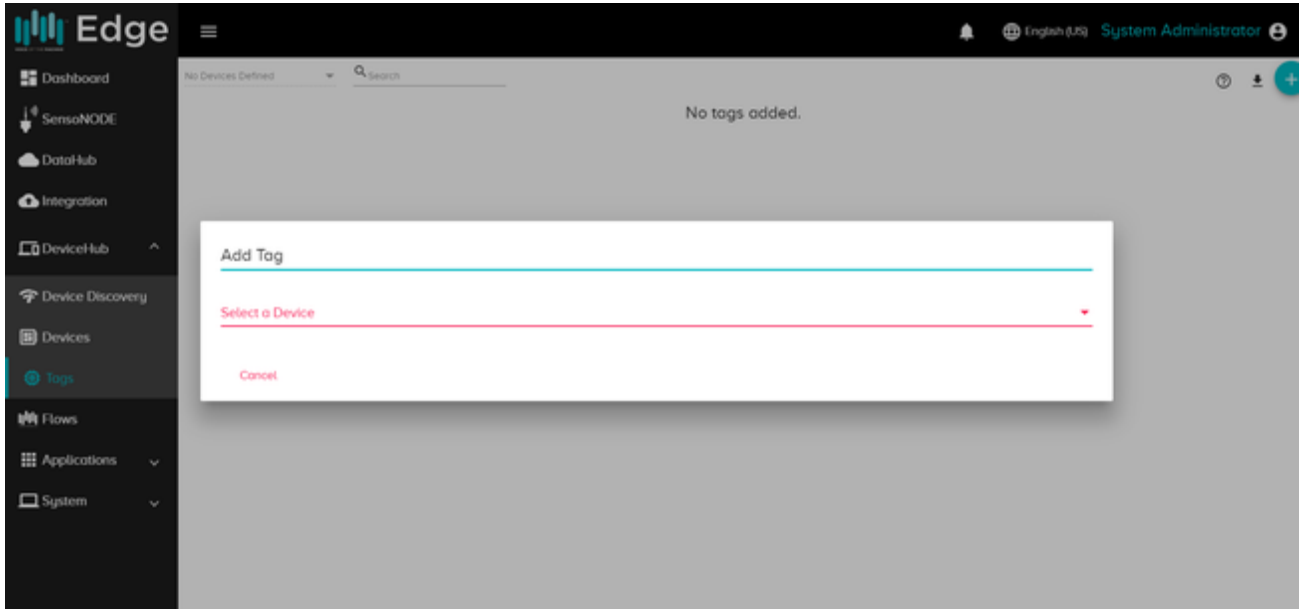 Edge
English (US) System Administrator
Dashboard
SensoNODE
DataHub
Integration
DeviceHub
Device Discovery
Devices
Tags
Flows
Applications
System
No Devices Defined
Search
No tags added.
Add Tag
Select a Device
Cancel